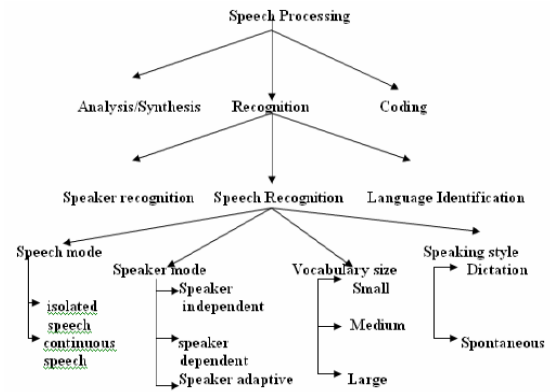 Speech Processing
Analysis/Synthesis Recognition Coding
Speaker recognition Speech Recognition Language Identification
Speech mode
isolated
speech
continuous
speech
Speaker mode
Speaker
independent
speaker
dependent
Speaker adaptive
Vocabulary size
Small
Medium
Large
Speaking style
Dictation
Spontaneous